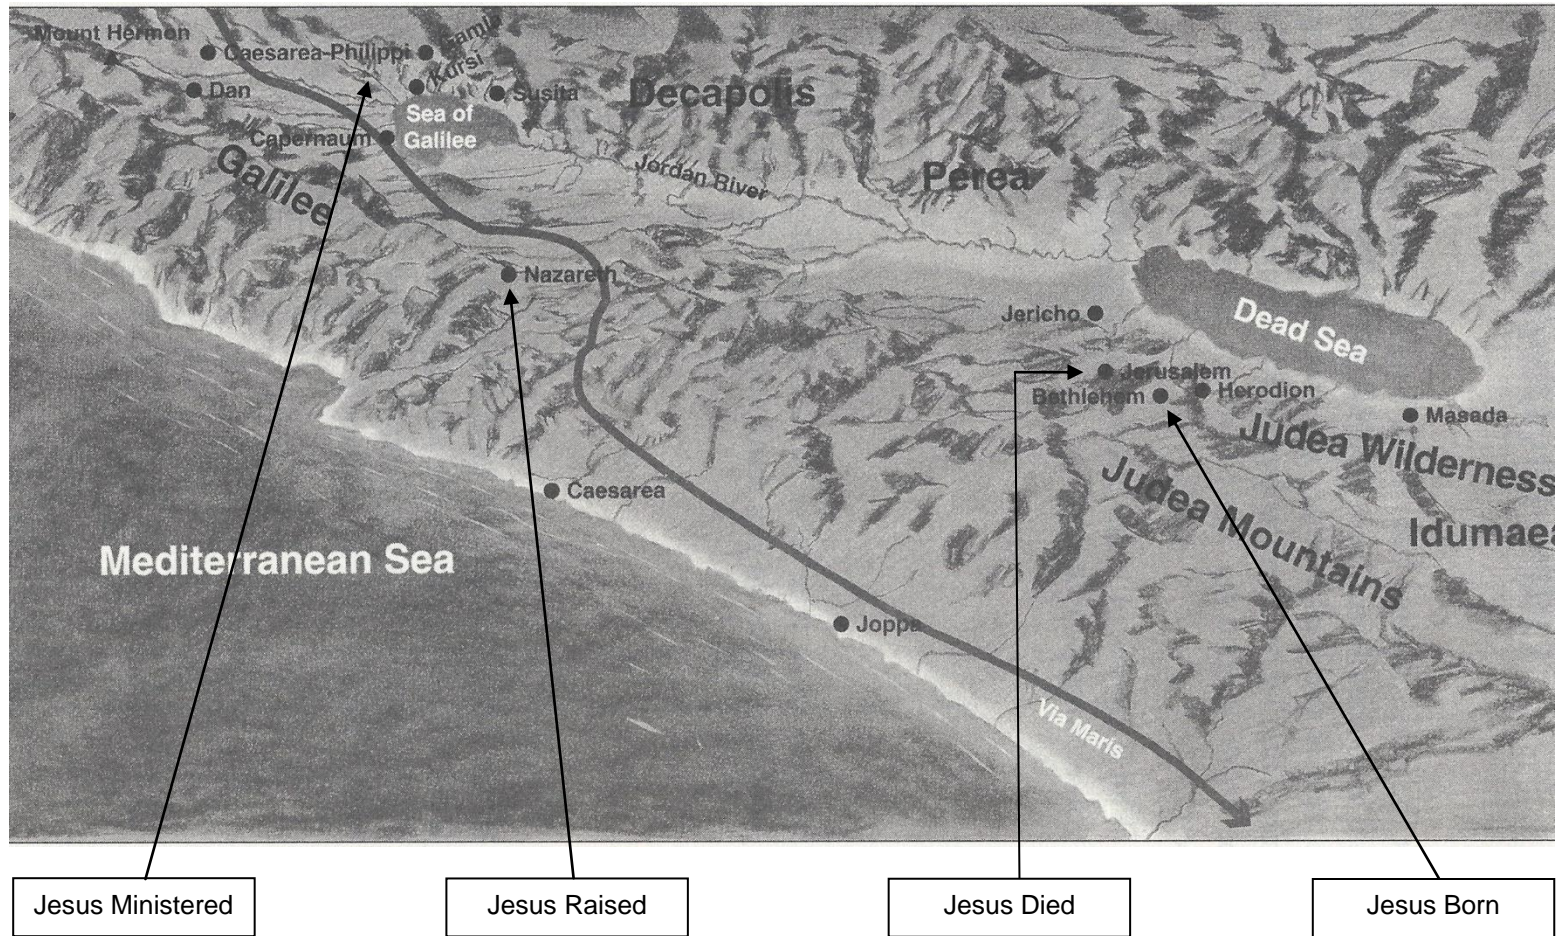 Mount Hermon
Caesarea-Philippi
Gamla
Kursi
Dan
Susita
Decapolis
Sea of
Galilee
Capernaum
Galilee
Jordan River
Perea
Nazareth
Jericho
Dead Sea
Jerusalem
Bethlehem
Herodion
Masada
Judea Wilderness
Judea Mountains
Idumaea
Caesarea
Mediterranean Sea
Joppa
Via Maris
Jesus Ministered
Jesus Raised
Jesus Died
Jesus Born